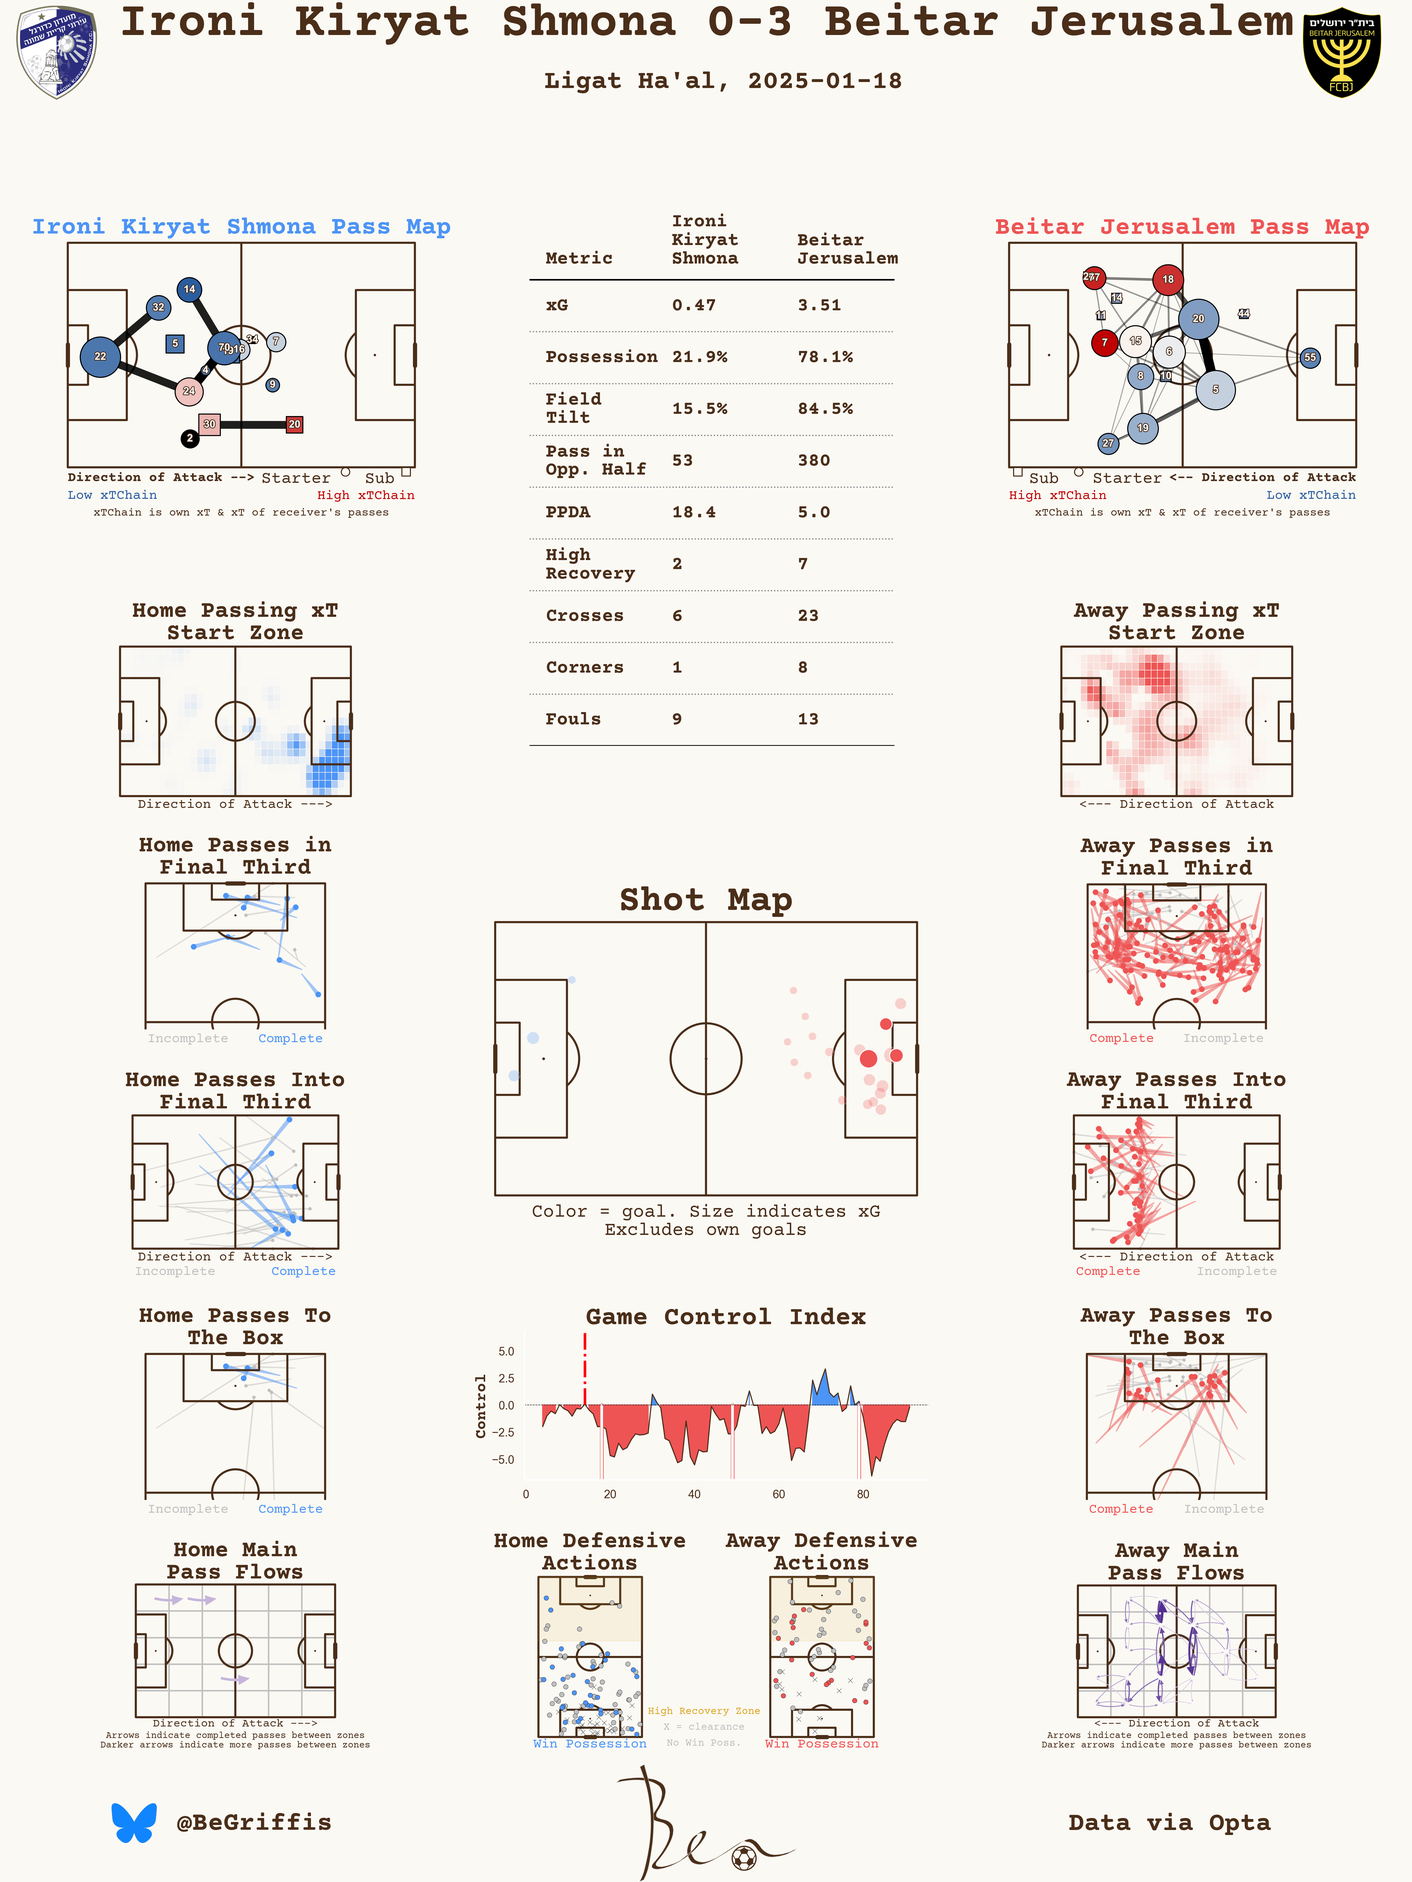 Ironi Kiryat Shmona 0-3 Beitar Jerusalem
Ligat Ha'al, 2025-01-18
בית"ר ירושלים
BEITAR JERUSALEM
FCBJ
Ironi Kiryat Shmona Pass Map
14
32
5
22
70
16
34
7
4
9
24
30
20
2
Direction of Attack --> Starter Sub
Low xTChain High xTChain
xTChain is own xT & xT of receiver's passes
Metric Ironi Kiryat Shmona Beitar Jerusalem
xG 0.47 3.51
Possession 21.9% 78.1%
Field Tilt 15.5% 84.5%
Pass in Opp. Half 53 380
PPDA 18.4 5.0
High Recovery 2 7
Crosses 6 23
Corners 1 8
Fouls 9 13
Beitar Jerusalem Pass Map
77
18
14
11
20
44
7
15
6
55
8
10
5
19
27
Sub Starter <-- Direction of Attack
High xTChain Low xTChain
xTChain is own xT & xT of receiver's passes
Home Passing xT
Start Zone
Direction of Attack --->
Away Passing xT
Start Zone
<--- Direction of Attack
Home Passes in
Final Third
Incomplete Complete
Away Passes in
Final Third
Complete Incomplete
Shot Map
Color = goal. Size indicates xG
Excludes own goals
Home Passes Into
Final Third
Direction of Attack --->
Incomplete Complete
Away Passes Into
Final Third
<--- Direction of Attack
Complete Incomplete
Home Passes To
The Box
Incomplete Complete
Game Control Index
Control
5.0
2.5
0.0
−2.5
−5.0
0 20 40 60 80
Away Passes To
The Box
Complete Incomplete
Home Main
Pass Flows
Direction of Attack --->
Arrows indicate completed passes between zones
Darker arrows indicate more passes between zones
Home Defensive
Actions
Win Possession
Away Defensive
Actions
Win Possession
High Recovery Zone
X = clearance
No Win Poss.
Away Main
Pass Flows
<--- Direction of Attack
Arrows indicate completed passes between zones
Darker arrows indicate more passes between zones
@BeGriffis
Ben
Data via Opta